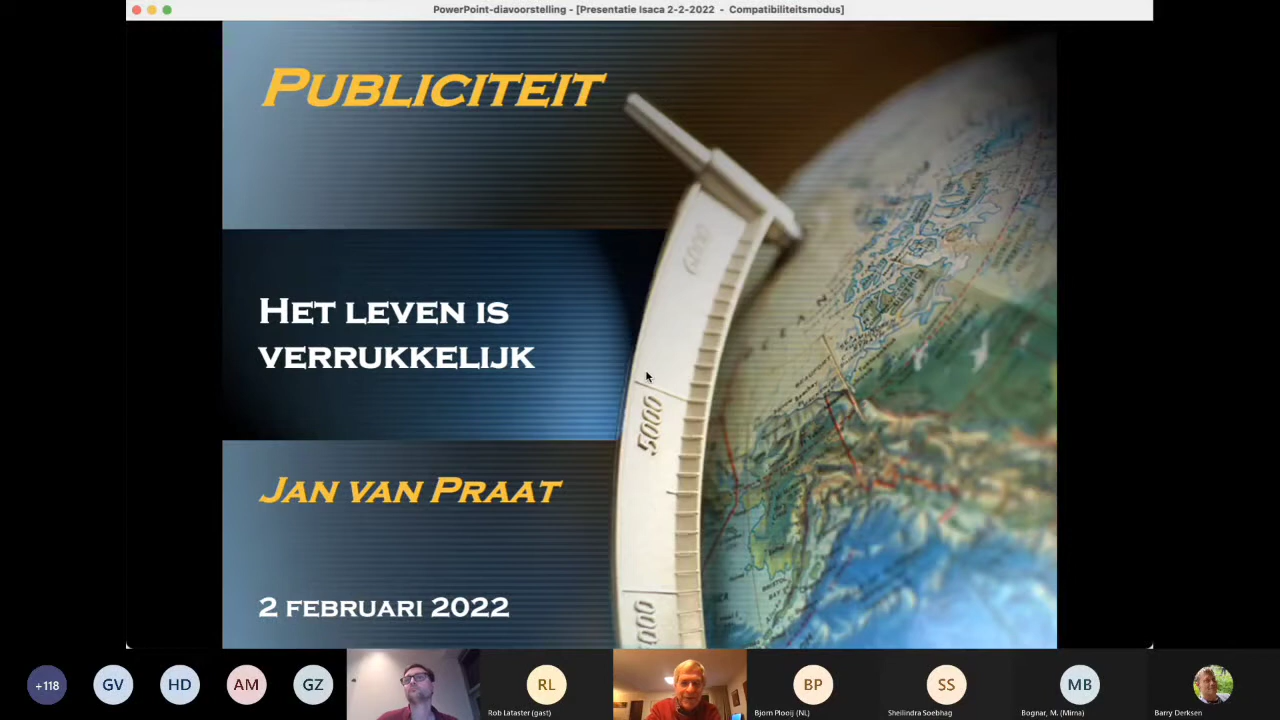 PowerPoint-diavoorstelling - [Presentatie Isaca 2-2-2022 - Compatibiliteitsmodus]
PUBLICITEIT
HET LEVEN IS
VERRUKKELIJK
JAN VAN PRAAT
2 FEBRUARI 2022
6000
5000
000
+118
GV
HD
AM
GZ
RL
BP
SS
MB
Rob Lataster (gast)
Bjorn Plooij (NL)
Sheilindra Soebhag
Bognar, M. (Mirna)
Barry Derksen